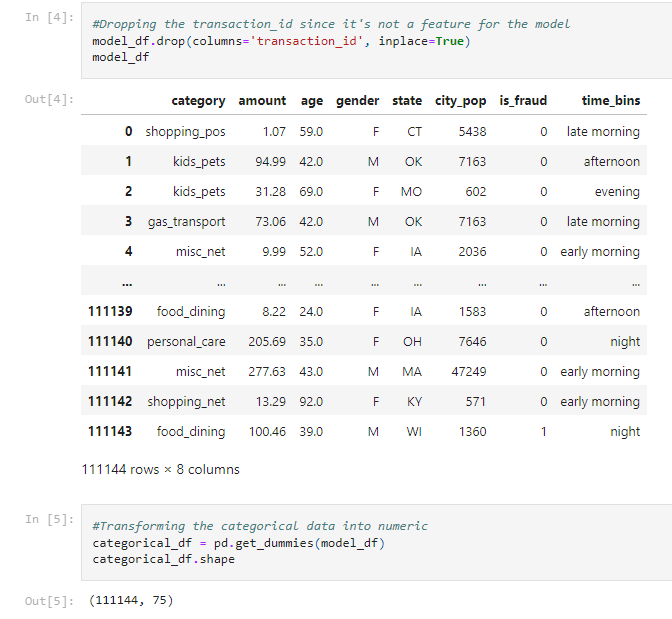 In [4]:
#Dropping the transaction_id since it's not a feature for the model
model_df.drop(columns='transaction_id', inplace=True)
model_df
Out[4]:
category amount age gender state city_pop is_fraud time_bins
0 shopping_pos 1.07 59.0 F CT 5438 0 late morning
1 kids_pets 94.99 42.0 M OK 7163 0 afternoon
2 kids_pets 31.28 69.0 F MO 602 0 evening
3 gas_transport 73.06 42.0 M OK 7163 0 late morning
4 misc_net 9.99 52.0 F IA 2036 0 early morning
... ... ... ... ... ... ... ... ...
111139 food_dining 8.22 24.0 F IA 1583 0 afternoon
111140 personal_care 205.69 35.0 F OH 7646 0 night
111141 misc_net 277.63 43.0 M MA 47249 0 early morning
111142 shopping_net 13.29 92.0 F KY 571 0 early morning
111143 food_dining 100.46 39.0 M WI 1360 1 night
111144 rows × 8 columns
In [5]:
#Transforming the categorical data into numeric
categorical_df = pd.get_dummies(model_df)
categorical_df.shape
Out[5]: (111144, 75)